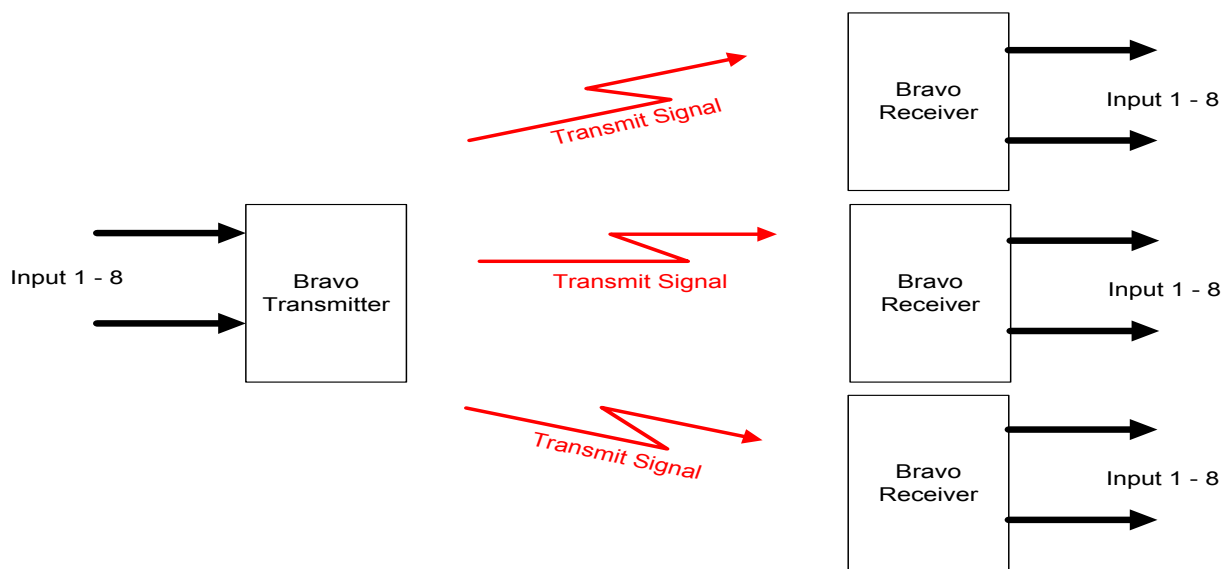 Bravo
Receiver
Input 1 - 8
Transmit Signal
Input 1 - 8
Bravo
Transmitter
Transmit Signal
Bravo
Receiver
Input 1 - 8
Transmit Signal
Bravo
Receiver
Input 1 - 8